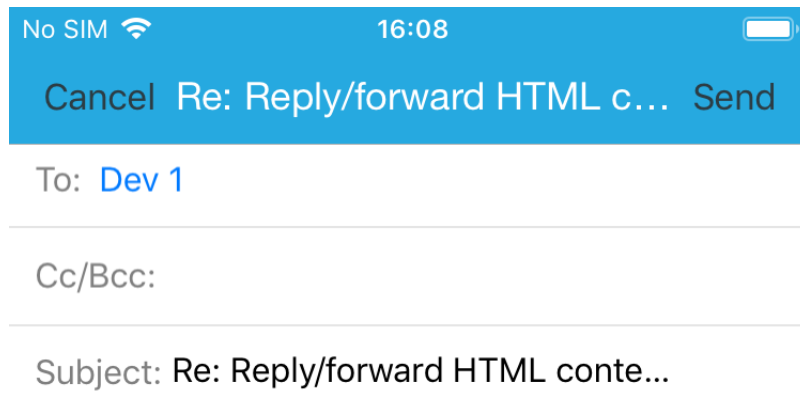 No SIM 16:08
Cancel Re: Reply/forward HTML c... Send
To: Dev 1
Cc/Bcc:
Subject: Re: Reply/forward HTML conte...